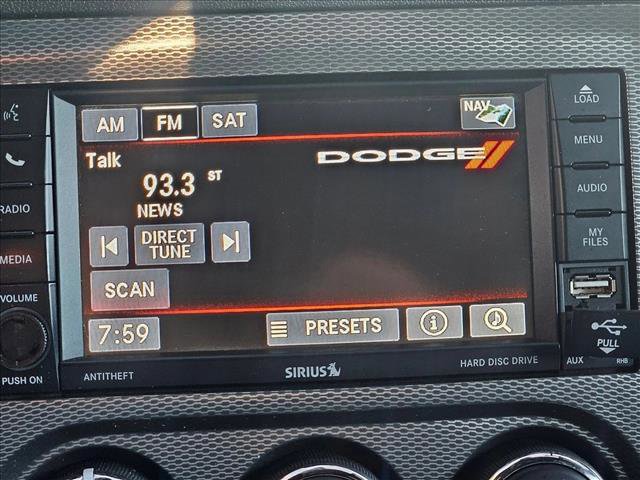 AM FM SAT NAV
LOAD
MENU
Talk
DODGE
93.3 ST
NEWS
RADIO
AUDIO
DIRECT
TUNE
MY
FILES
MEDIA
SCAN
VOLUME
7:59 PRESETS
PULL
PUSH ON
ANTITHEFT SIRIUS HARD DISC DRIVE AUX RHB